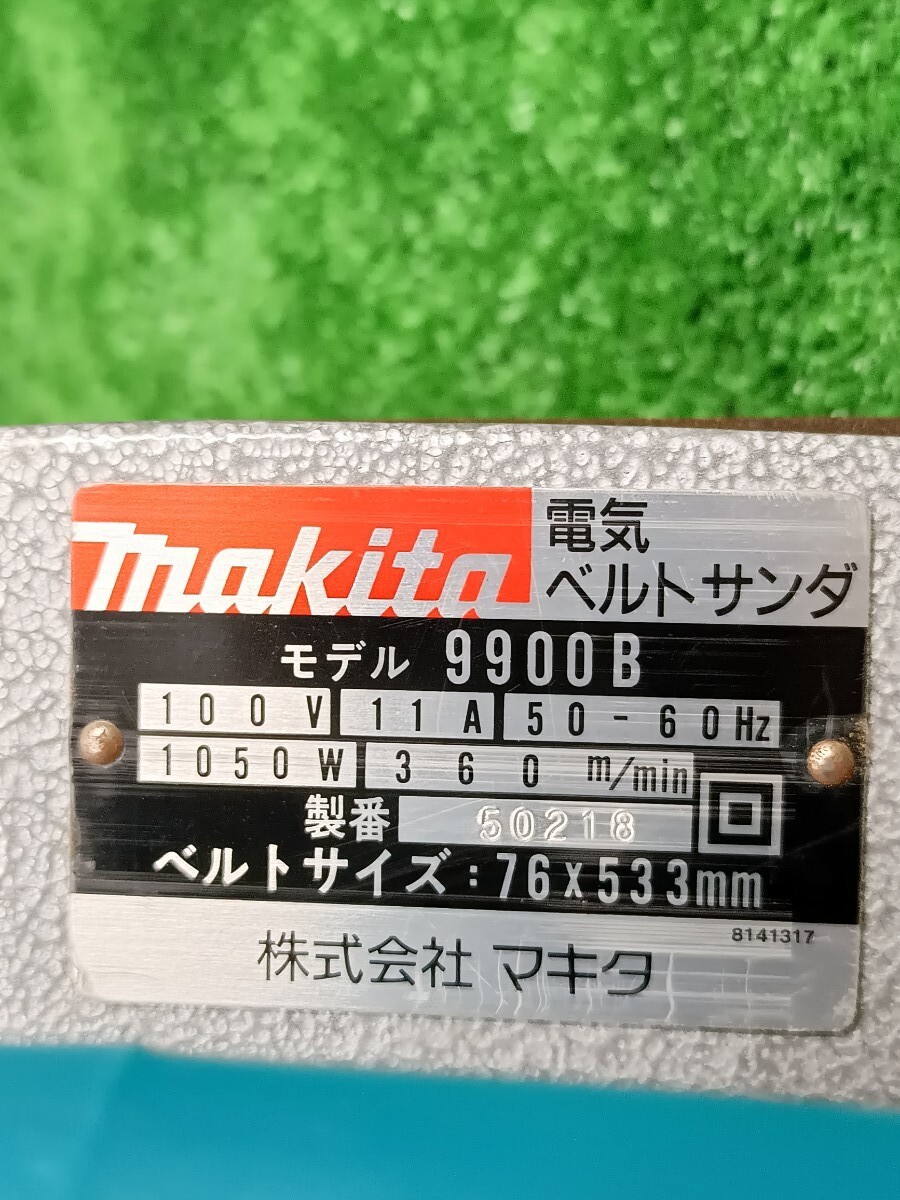 makita
電気
ベルトサンダ
モデル 9900B
100V 11A 50-60Hz
1050W 360 m/min
製番 50218
ベルトサイズ:76x533mm
8141317
株式会社 マキタ